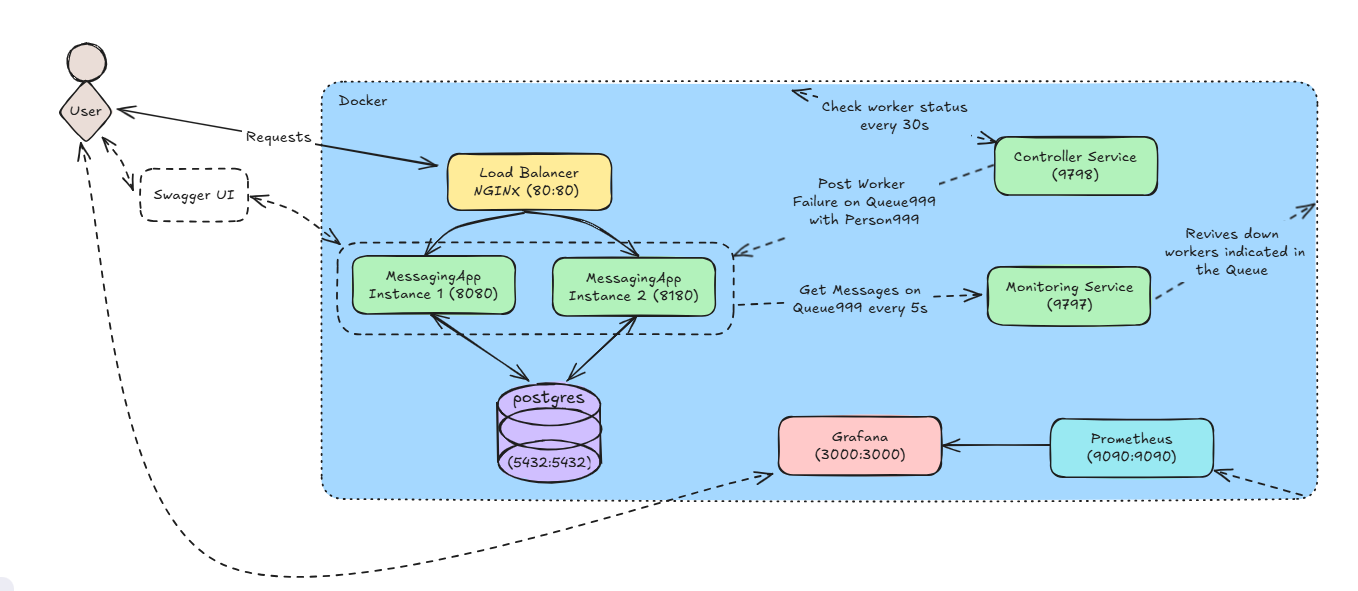 Docker
User
Requests
Swagger UI
Load Balancer
NGINX (80:80)
MessagingApp
Instance 1 (8080)
MessagingApp
Instance 2 (8180)
postgres
(5432:5432)
Check worker status
every 30s
Controller Service
(9798)
Post Worker
Failure on Queue999
with Person999
Revives down
workers indicated in
the Queue
Get Messages on
Queue999 every 5s
Monitoring Service
(9797)
Grafana
(3000:3000)
Prometheus
(9090:9090)